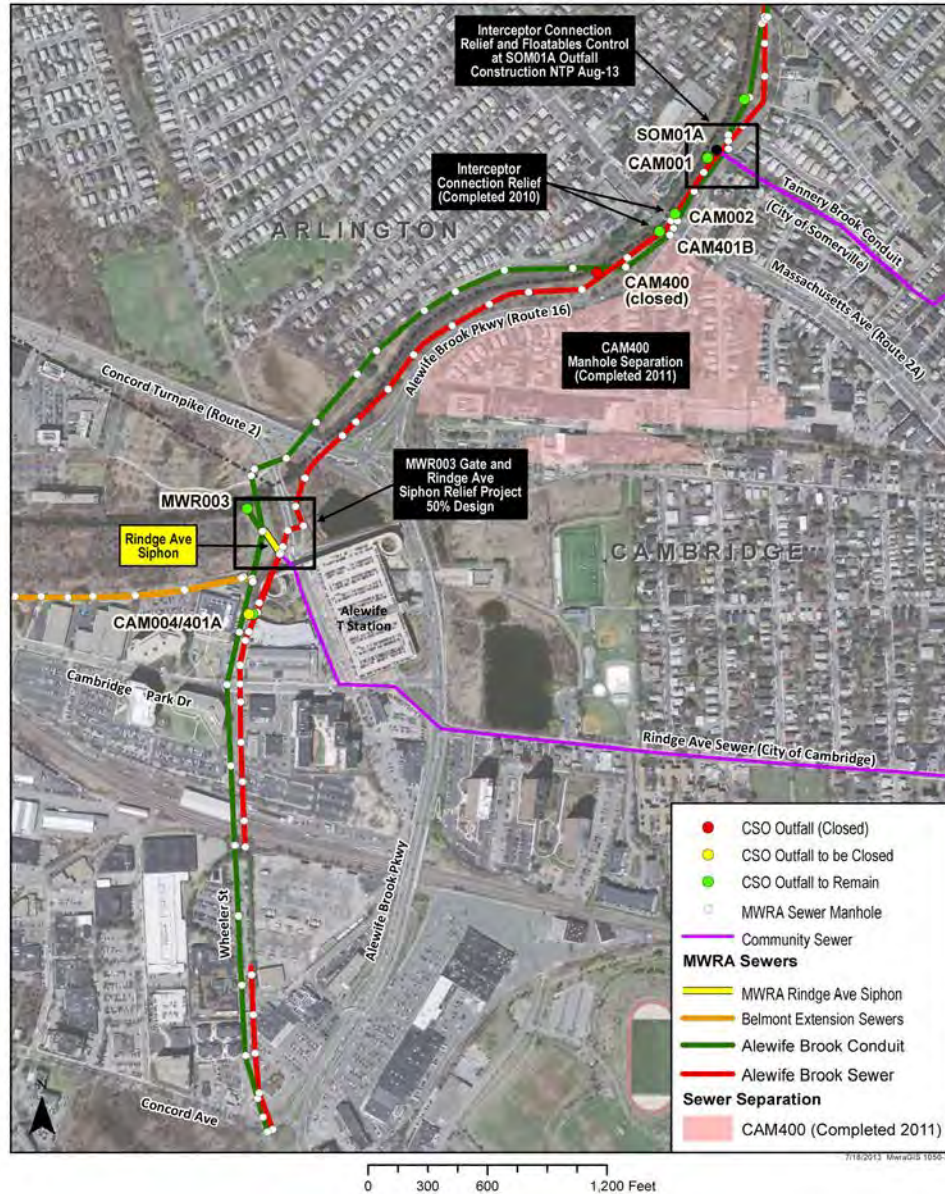 Interceptor Connection
Relief and Floatables Control
at SOM01A Outfall
Construction NTP Aug-13
SOM01A
CAM001
Interceptor
Connection Relief
(Completed 2010)
CAM002
CAM401B
Tannery Brook Conduit
(City of Somerville)
ARLINGTON
CAM400
(closed)
Massachusetts Ave (Route 2A)
Alewife Brook Pkwy (Route 16)
CAM400
Manhole Separation
(Completed 2011)
Concord Turnpike (Route 2)
MWR003
MWR003 Gate and
Rindge Ave
Siphon Relief Project
50% Design
Rindge Ave
Siphon
CAMBRIDGE
CAM004/401A
Alewife
T Station
Cambridge Park Dr
Rindge Ave Sewer (City of Cambridge)
Wheeler St
Alewife Brook Pkwy
Concord Ave
N
CSO Outfall (Closed)
CSO Outfall to be Closed
CSO Outfall to Remain
MWRA Sewer Manhole
Community Sewer
MWRA Sewers
MWRA Rindge Ave Siphon
Belmont Extension Sewers
Alewife Brook Conduit
Alewife Brook Sewer
Sewer Separation
CAM400 (Completed 2011)
7/18/2013 MwraGIS 1050-
0 300 600 1,200 Feet